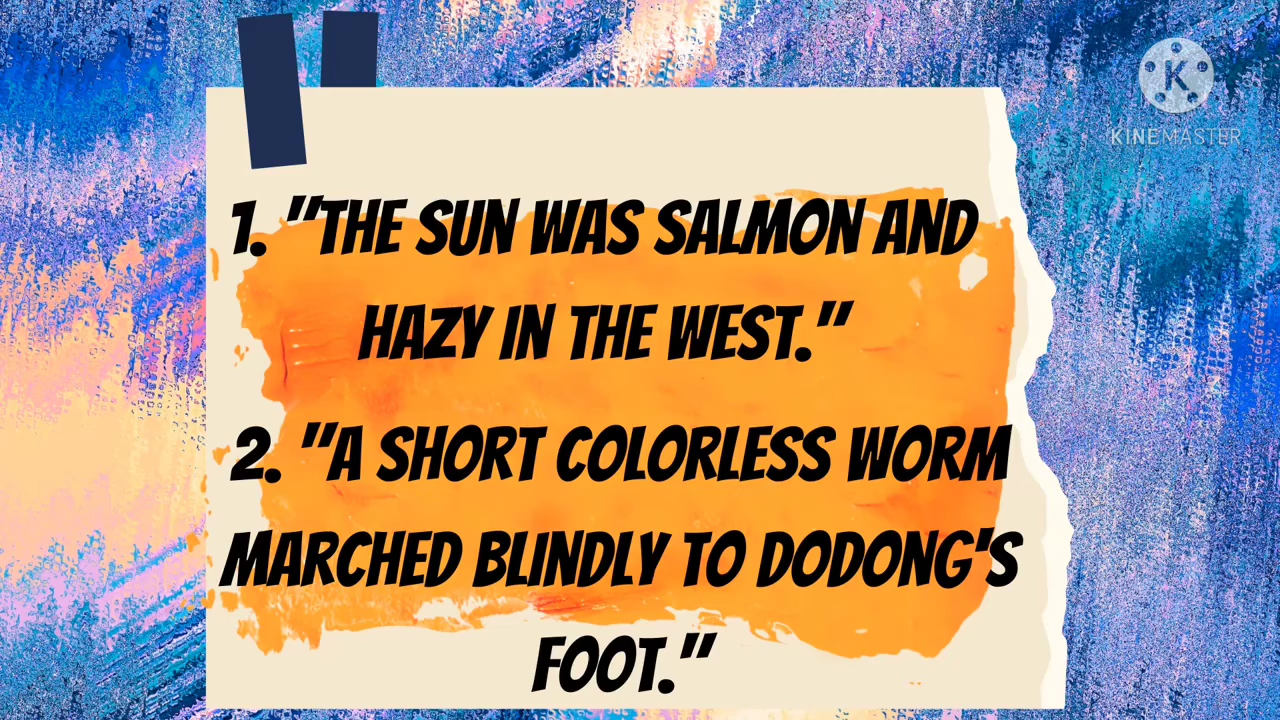 KINEMASTER
1. "THE SUN WAS SALMON AND
HAZY IN THE WEST."
2. "A SHORT COLORLESS WORM
MARCHED BLINDLY TO DODONG'S
FOOT."